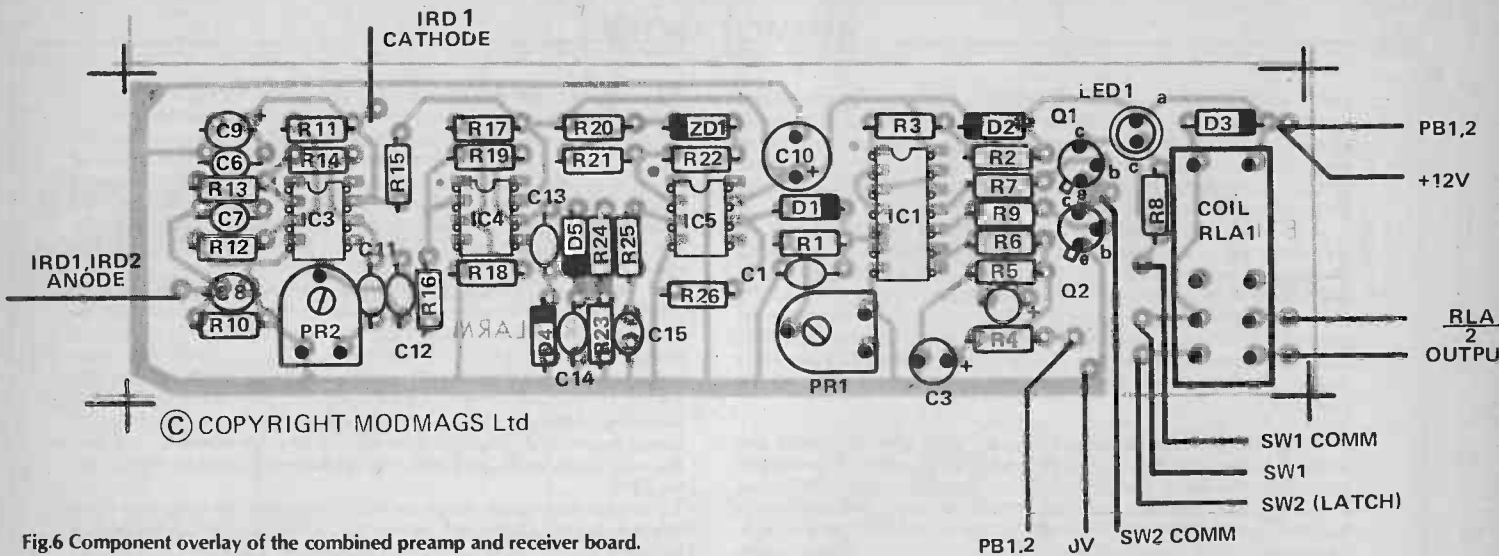 IRD 1
CATHODE
LED1
Q1
a
C9 +
R11
R17
R20
ZD1
R3
D2
c
D3
PB1,2
C6
R14
R15
R19
R21
R22
C10
+
R2
b
c
R13
R7
e
c
+12V
C7
IC3
IC4
C13
IC5
D1
IC1
R9
R8
COIL
RLA1
R12
C11
R18
D5
R24
R25
R1
R6
e
b
IRD1,IRD2
ANODE
C8
R16
C1
R5
Q2
R10
PR2
R26
+
RLA
2
OUTPU
C12
D4
R23
C15
R4
C14
PR1
C3
+
© COPYRIGHT MODMAGS Ltd
SW1 COMM
SW1
SW2 (LATCH)
SW2 COMM
PB1,2
0V
Fig.6 Component overlay of the combined preamp and receiver board.